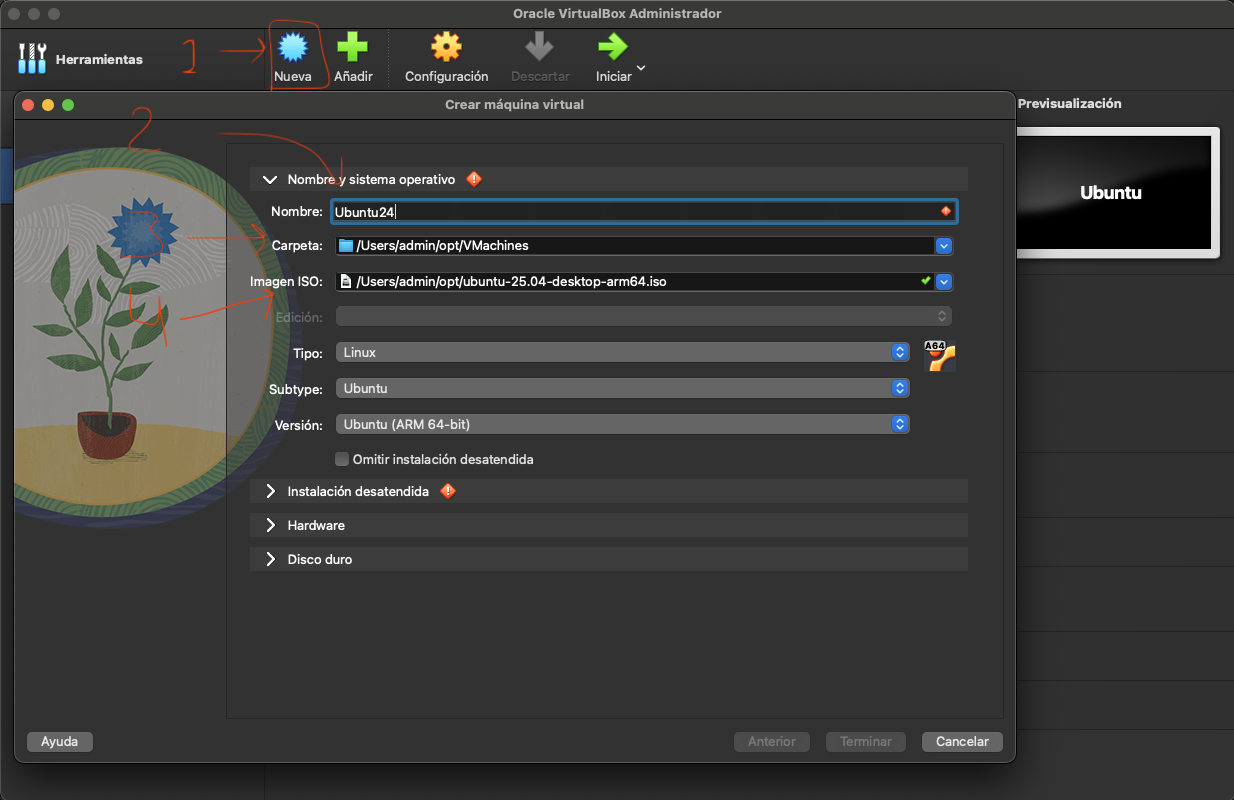 Oracle VirtualBox Administrador
Herramientas
1
Nueva
Añadir
Configuración
Descartar
Iniciar
Crear máquina virtual
Previsualización
Ubuntu
2
Nombre y sistema operativo
Nombre: Ubuntu24
3
Carpeta: /Users/admin/opt/VMachines
Imagen ISO: /Users/admin/opt/ubuntu-25.04-desktop-arm64.iso
4
Edición:
Tipo: Linux
A64
Subtype: Ubuntu
Versión: Ubuntu (ARM 64-bit)
Omitir instalación desatendida
Instalación desatendida
Hardware
Disco duro
Ayuda
Anterior
Terminar
Cancelar